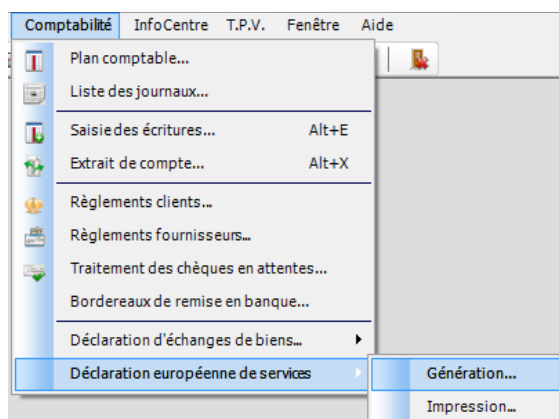 Comptabilité InfoCentre T.P.V. Fenêtre Aide
Plan comptable...
Liste des journaux...
Saisie des écritures... Alt+E
Extrait de compte... Alt+X
Règlements clients...
Règlements fournisseurs...
Traitement des chèques en attentes...
Bordereaux de remise en banque...
Déclaration d'échanges de biens...
Déclaration européenne de services
Génération...
Impression...